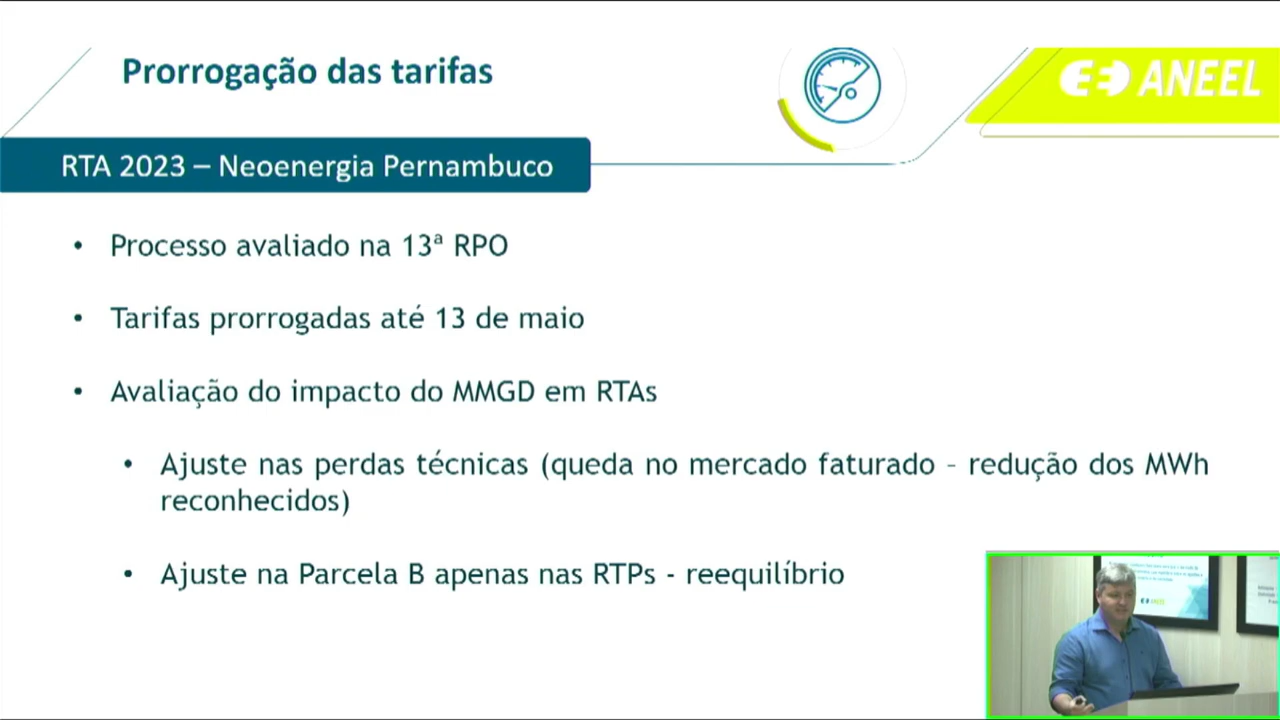 Prorrogação das tarifas
ANEEL
RTA 2023 – Neoenergia Pernambuco
• Processo avaliado na 13ª RPO
• Tarifas prorrogadas até 13 de maio
• Avaliação do impacto do MMGD em RTAs
• Ajuste nas perdas técnicas (queda no mercado faturado – redução dos MWh
reconhecidos)
• Ajuste na Parcela B apenas nas RTPs - reequilíbrio